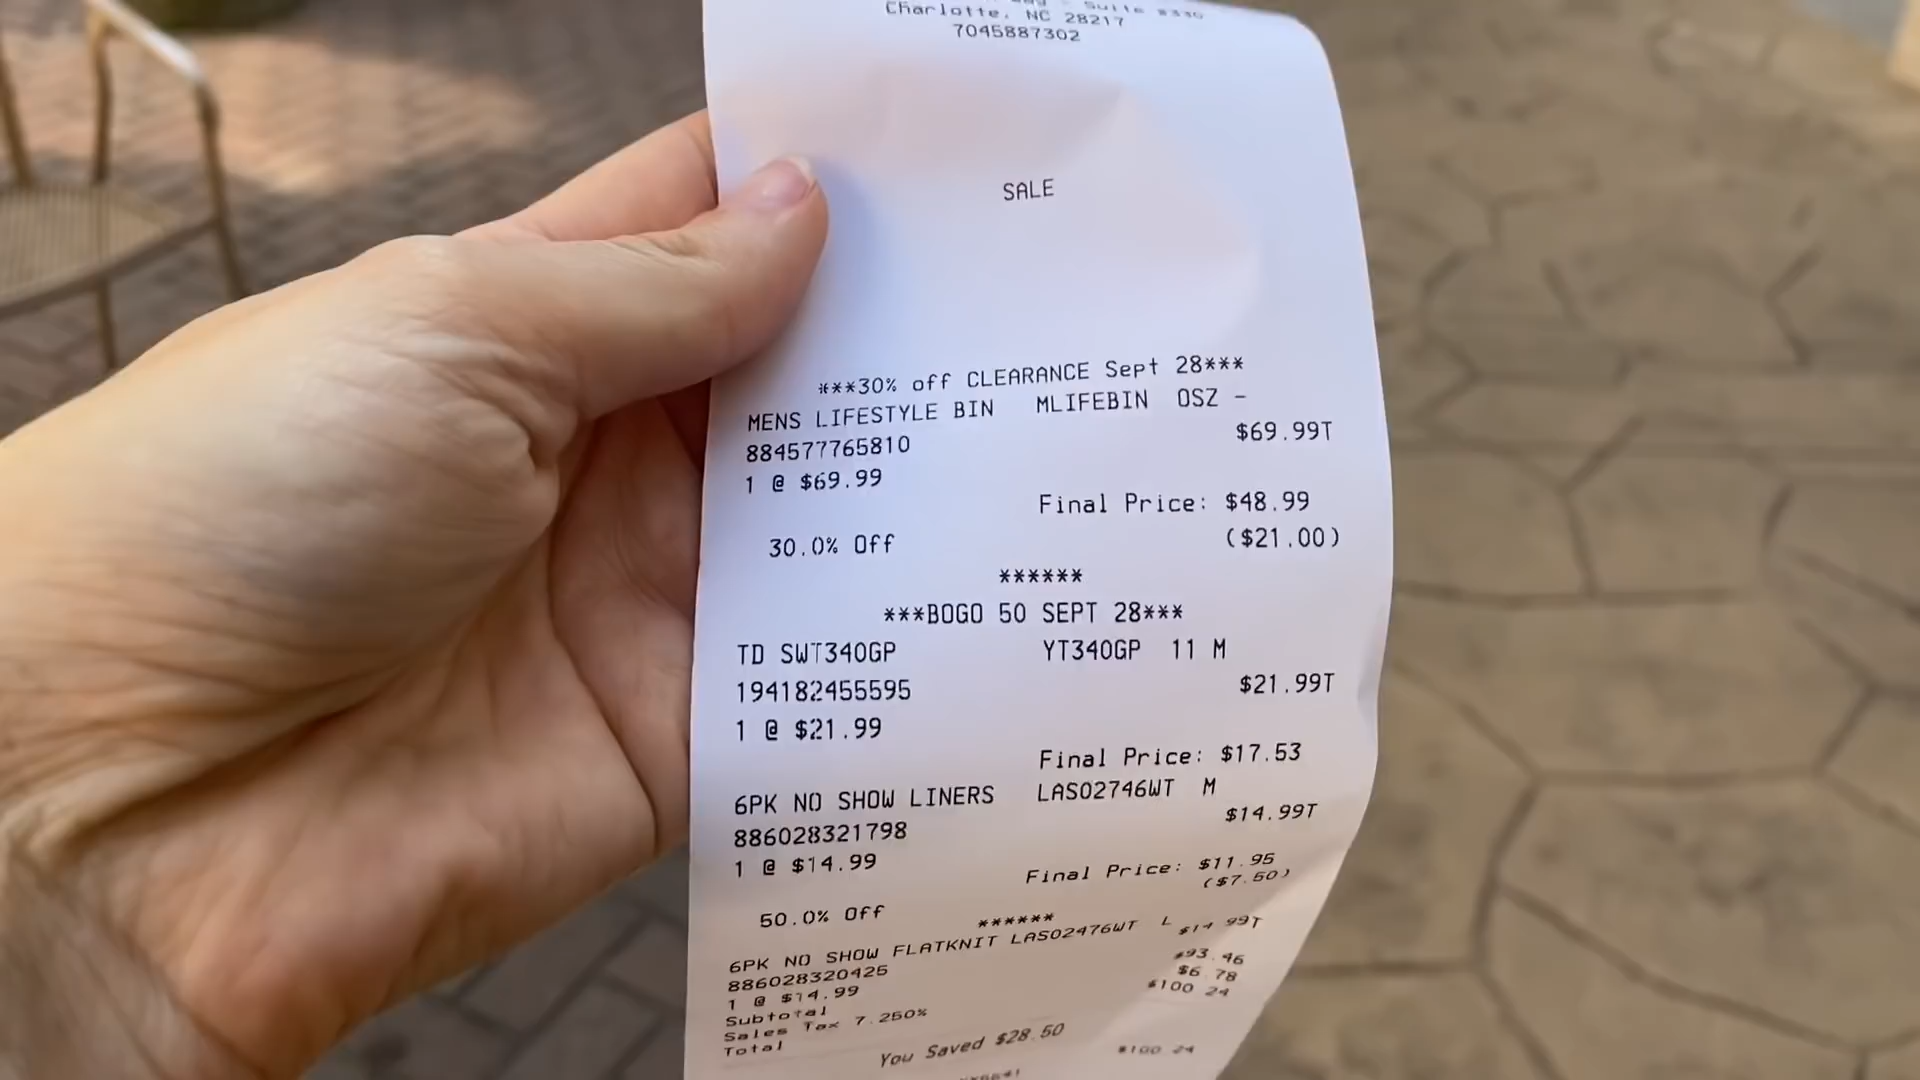 Suite #330
Charlotte, NC 28217
7045887302
SALE
***30% off CLEARANCE Sept 28***
MENS LIFESTYLE BIN MLIFEBIN OSZ -
884577765810 $69.99T
1 @ $69.99
Final Price: $48.99
30.0% Off ($21.00)
******
***BOGO 50 SEPT 28***
TD SWT340GP YT340GP 11 M
194182455595 $21.99T
1 @ $21.99
Final Price: $17.53
6PK NO SHOW LINERS LAS02746WT M
886028321798 $14.99T
1 @ $14.99
Final Price: $11.95
50.0% Off ($7.50)
******
6PK NO SHOW FLATKNIT LAS02476WT L
886028320425 $14.99T
1 @ $14.99
Subtotal $93.46
Sales Tax 7.250% $6.78
Total $100.24
You Saved $28.50
$100.24